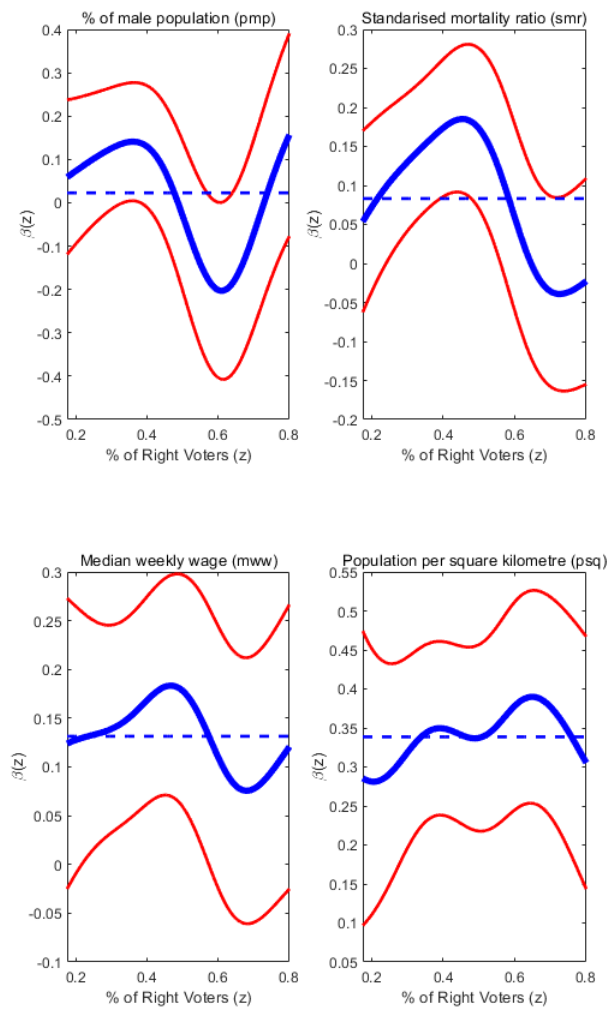 % of male population (pmp)
0.4
0.3
0.2
0.1
0
-0.1
-0.2
-0.3
-0.4
-0.5
β(z)
0.2 0.4 0.6 0.8
% of Right Voters (z)
Standarised mortality ratio (smr)
0.3
0.25
0.2
0.15
0.1
0.05
0
-0.05
-0.1
-0.15
-0.2
β(z)
0.2 0.4 0.6 0.8
% of Right Voters (z)
Median weekly wage (mww)
0.3
0.25
0.2
0.15
0.1
0.05
0
-0.05
-0.1
β(z)
0.2 0.4 0.6 0.8
% of Right Voters (z)
Population per square kilometre (psq)
0.55
0.5
0.45
0.4
0.35
0.3
0.25
0.2
0.15
0.1
0.05
β(z)
0.2 0.4 0.6 0.8
% of Right Voters (z)